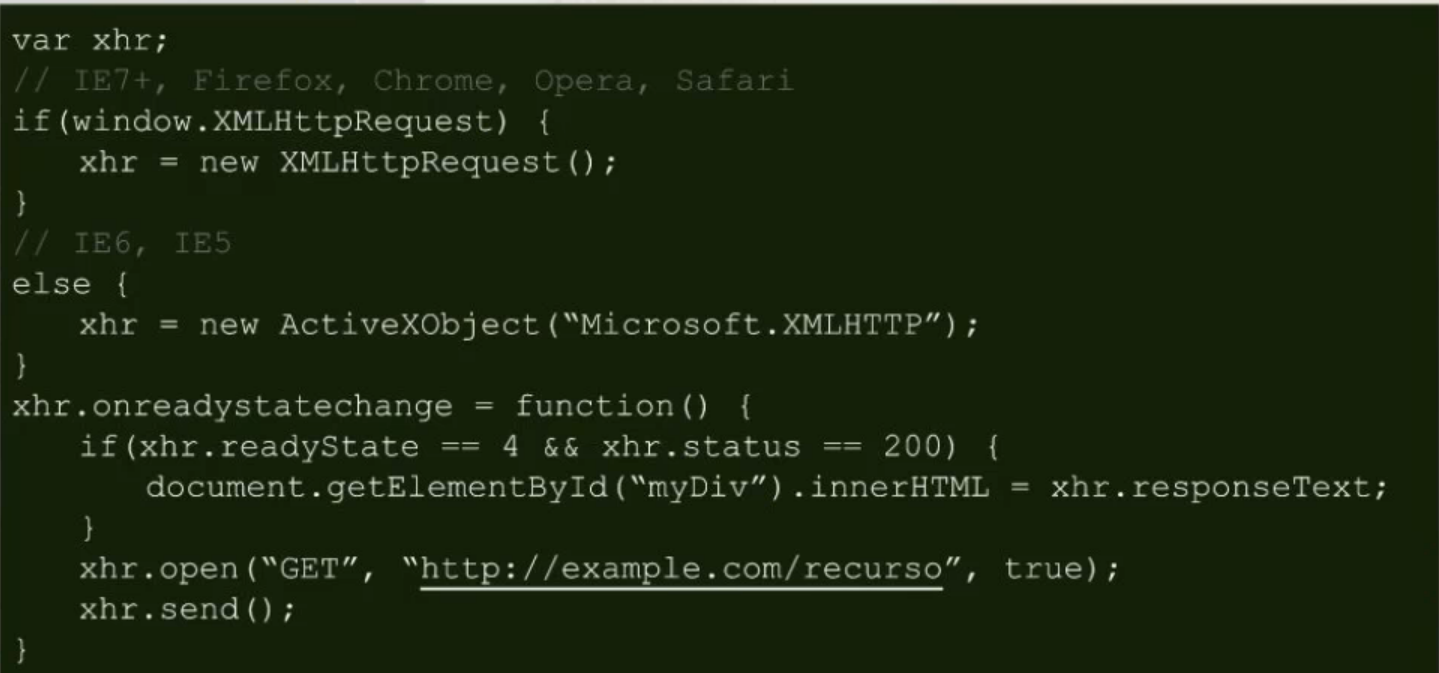 var xhr;
// IE7+, Firefox, Chrome, Opera, Safari
if(window.XMLHttpRequest) {
    xhr = new XMLHttpRequest();
}
// IE6, IE5
else {
    xhr = new ActiveXObject(“Microsoft.XMLHTTP”);
}
xhr.onreadystatechange = function() {
    if(xhr.readyState == 4 && xhr.status == 200) {
        document.getElementById(“myDiv”).innerHTML = xhr.responseText;
    }
    xhr.open(“GET”, “http://example.com/recurso”, true);
    xhr.send();
}